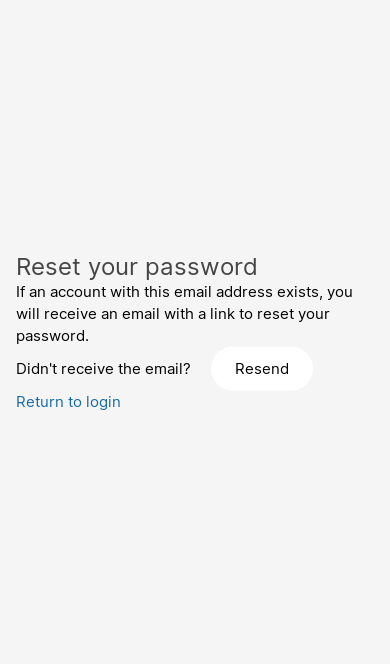 Reset your password
If an account with this email address exists, you
will receive an email with a link to reset your
password.
Didn't receive the email? Resend
Return to login